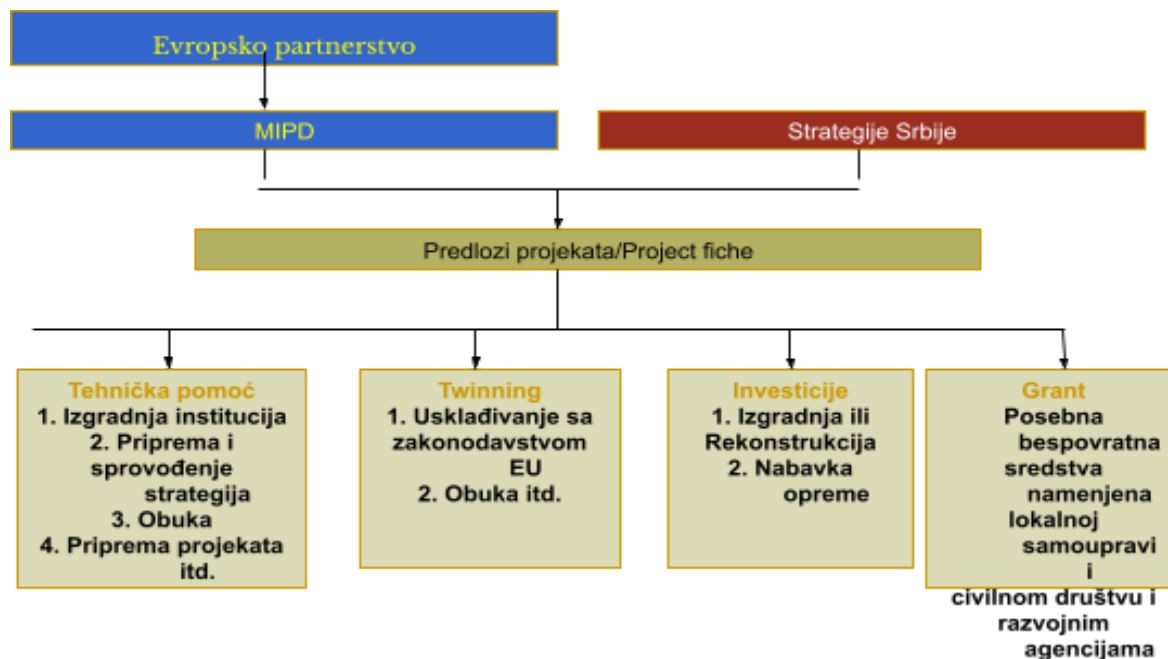 Evropsko partnerstvo
MIPD
Strategije Srbije
Predlozi projekata/Project fiche
Tehnička pomoć
1. Izgradnja institucija
2. Priprema i
sprovođenje
strategija
3. Obuka
4. Priprema projekata
itd.
Twinning
1. Usklađivanje sa
zakonodavstvom
EU
2. Obuka itd.
Investicije
1. Izgradnja ili
Rekonstrukcija
2. Nabavka
opreme
Grant
Posebna
bespovratna
sredstva
namenjena
lokalnoj
samoupravi
i
civilnom društvu i
razvojnim
agencijama